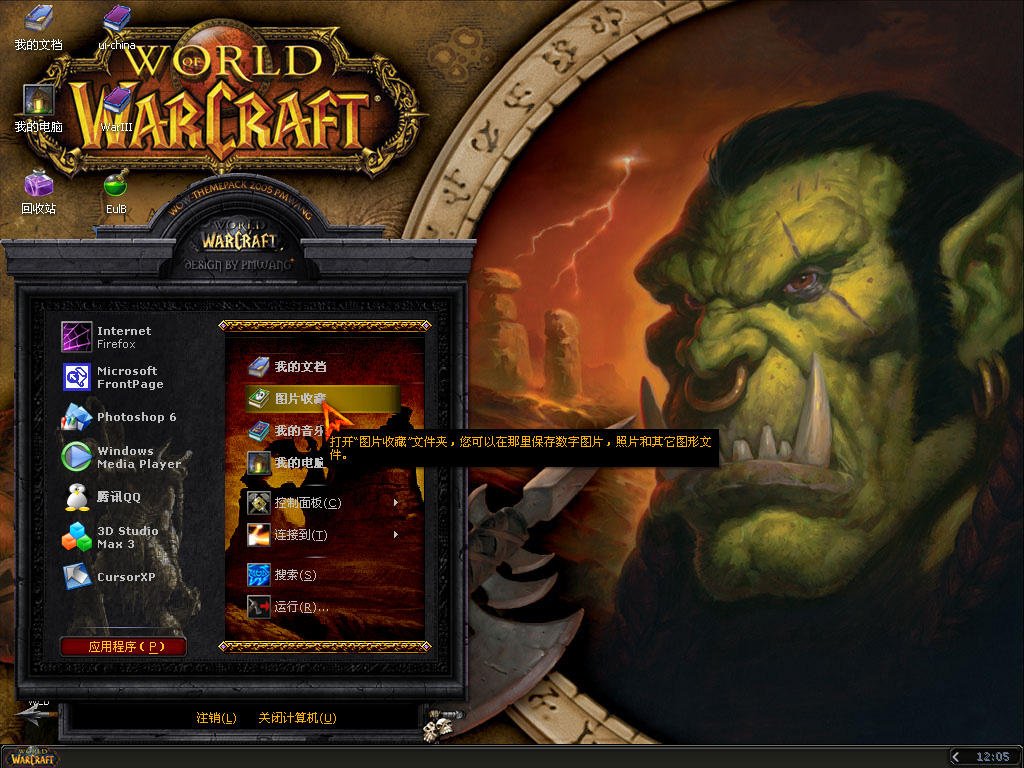 我的文档
ui-china
WORLD
OF
WARCRAFT
我的电脑
WarIII
回收站
EulB
WOW-THEMEPACK 2005 PMWANG
WORLD
WARCRAFT
DESIGN BY PMWANG
Internet
Firefox
Microsoft
FrontPage
Photoshop 6
Windows
Media Player
腾讯QQ
3D Studio
Max 3
CursorXP
应用程序(P)
我的文档
图片收藏
我的音乐
我的电脑
打开"图片收藏"文件夹，您可以在那里保存数字图片，照片和其它图形文
件。
控制面板(C)
连接到(T)
搜索(S)
运行(R)...
注销(L)
关闭计算机(U)
WORLD
WARCRAFT
12:05